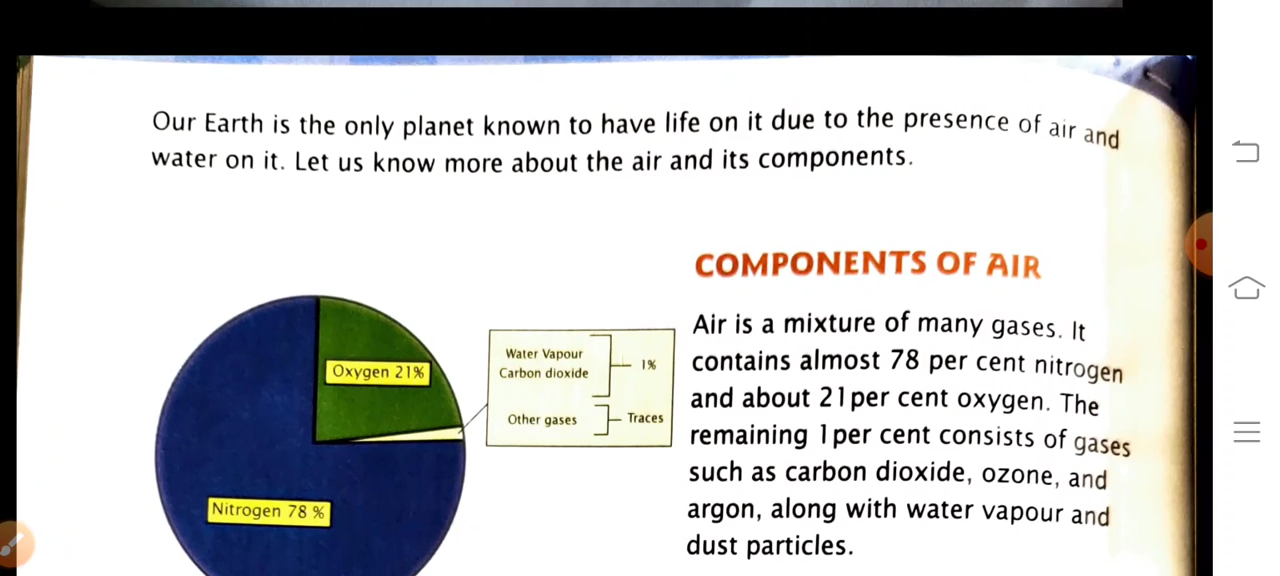 Our Earth is the only planet known to have life on it due to the presence of air and
water on it. Let us know more about the air and its components.
COMPONENTS OF AIR
Air is a mixture of many gases. It
contains almost 78 per cent nitrogen
and about 21 per cent oxygen. The
remaining 1 per cent consists of gases
such as carbon dioxide, ozone, and
argon, along with water vapour and
dust particles.
Oxygen 21%
Water Vapour
Carbon dioxide
1%
Other gases
Traces
Nitrogen 78 %